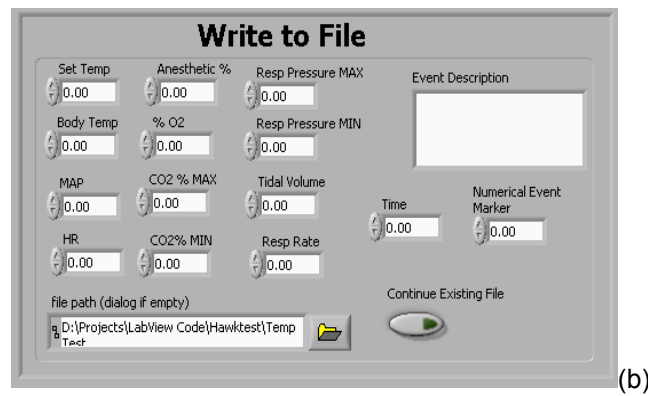 Write to File
Set Temp Anesthetic % Resp Pressure MAX Event Description
0.00 0.00 0.00
Body Temp % O2 Resp Pressure MIN
0.00 0.00 0.00
MAP CO2 % MAX Tidal Volume
0.00 0.00 0.00
Time Numerical Event
Marker
0.00 0.00
HR CO2% MIN Resp Rate
0.00 0.00 0.00
file path (dialog if empty) Continue Existing File
D:\Projects\LabView Code\Hawktest\Temp
Test
(b)